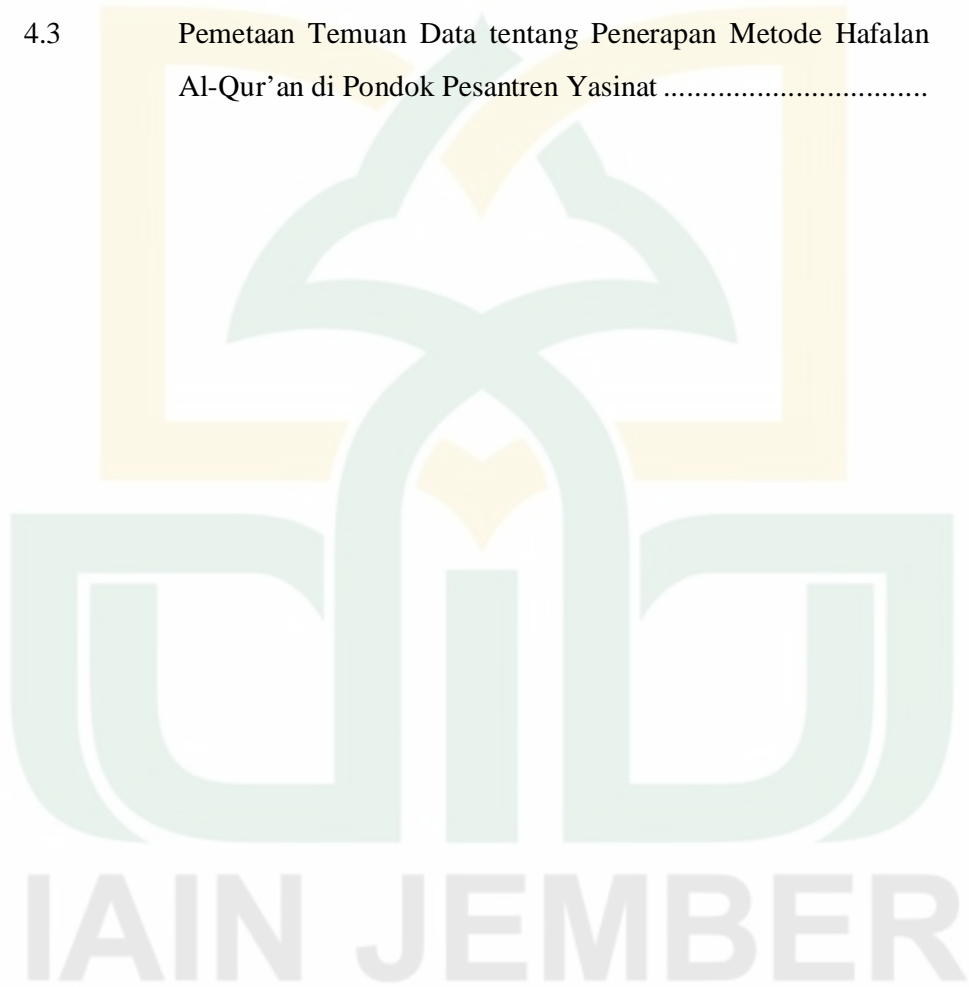 4.3 Pemetaan Temuan Data tentang Penerapan Metode Hafalan
Al-Qur’an di Pondok Pesantren Yasinat ..................................
IAIN JEMBER